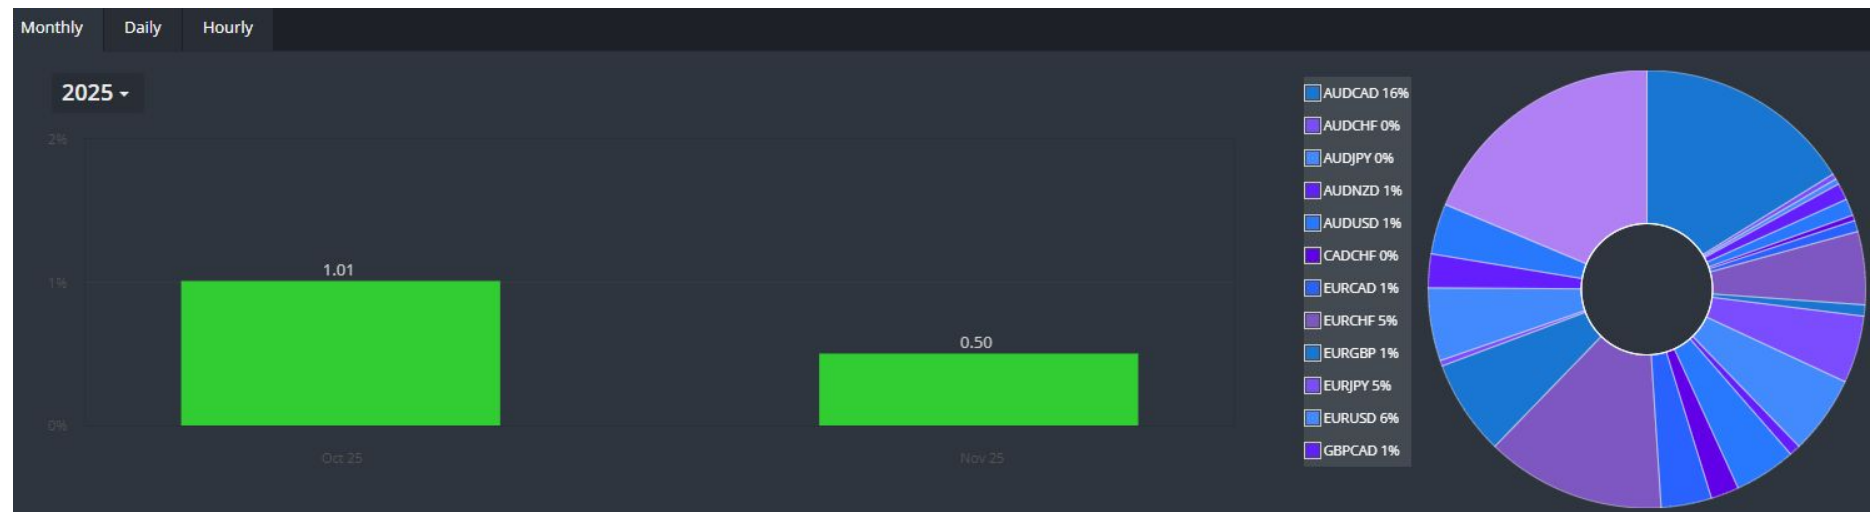 Monthly Daily Hourly
2025
2%
1%
0%
1.01
0.50
Oct 25
Nov 25
AUDCAD 16%
AUDCHF 0%
AUDJPY 0%
AUDNZD 1%
AUDUSD 1%
CADCHF 0%
EURCAD 1%
EURCHF 5%
EURGBP 1%
EURJPY 5%
EURUSD 6%
GBPCAD 1%